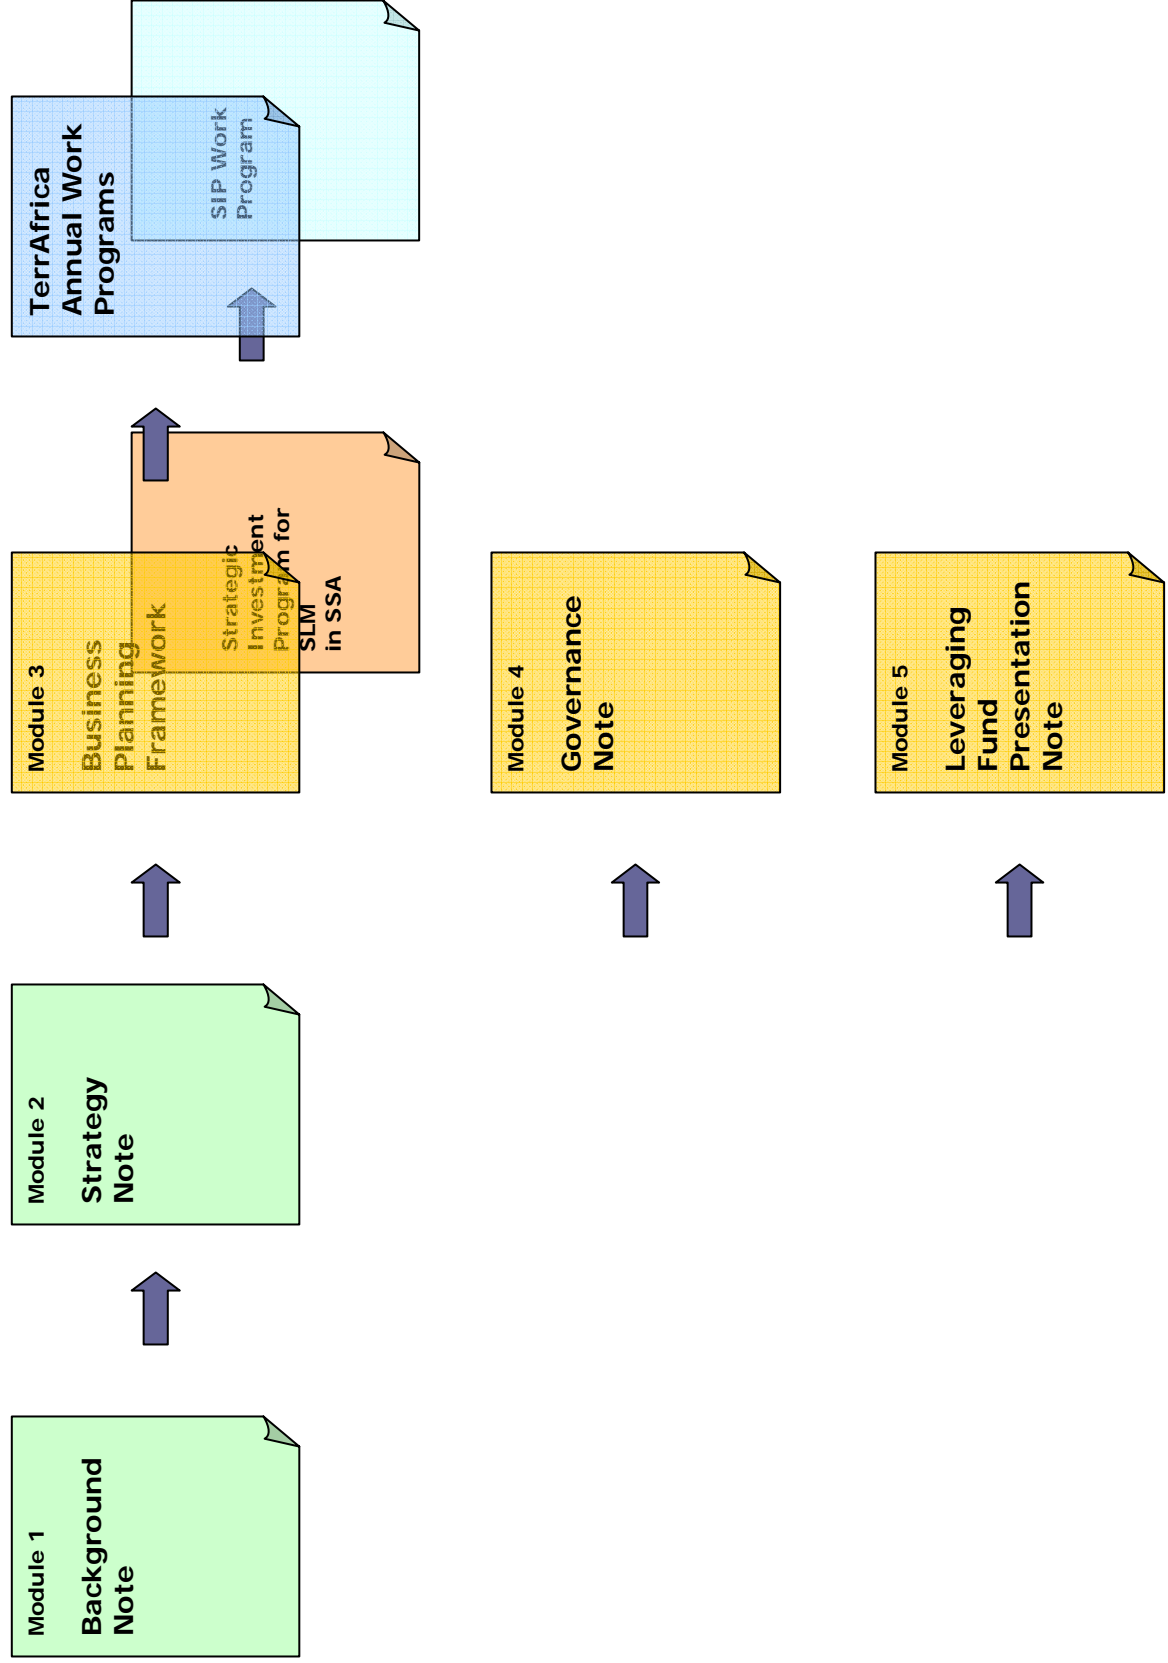 Module 1
Background
Note
Module 2
Strategy
Note
Module 3
Business
Planning
Framework
Strategic
Investment
Program for
SLM
in SSA
TerrAfrica
Annual Work
Programs
SIP Work
Program
Module 4
Governance
Note
Module 5
Leveraging
Fund
Presentation
Note